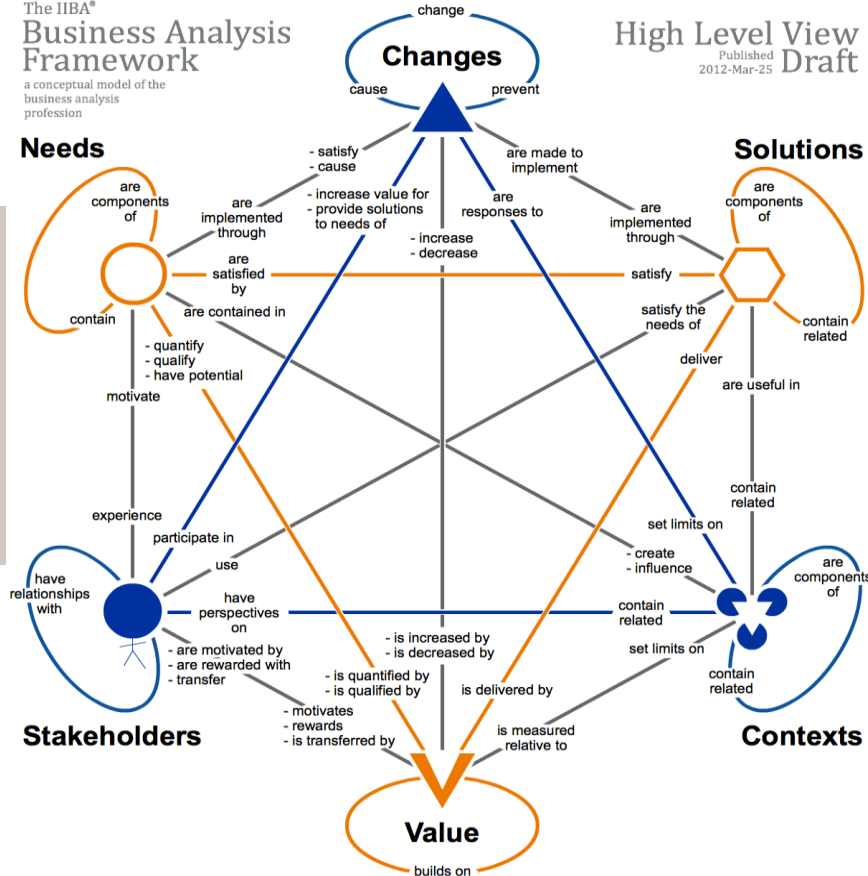 The IIBA®
Business Analysis
Framework
a conceptual model of the
business analysis
profession
High Level View
Published
2012-Mar-25
Draft
change
Changes
cause
prevent
Needs
Solutions
- satisfy
- cause
are made to
implement
are
components
of
are
components
of
- increase value for
- provide solutions
to needs of
are
responses to
are
implemented
through
are
implemented
through
- increase
- decrease
are
satisfied
by
satisfy
contain
are contained in
satisfy the
needs of
contain
related
- quantify
- qualify
- have potential
deliver
motivate
are useful in
contain
related
experience
participate in
set limits on
use
- create
- influence
are
components
of
have
relationships
with
have
perspectives
on
contain
related
- is increased by
- is decreased by
set limits on
- are motivated by
- are rewarded with
- transfer
- is quantified by
- is qualified by
is delivered by
contain
related
- motivates
- rewards
- is transferred by
is measured
relative to
Stakeholders
Contexts
Value
builds on